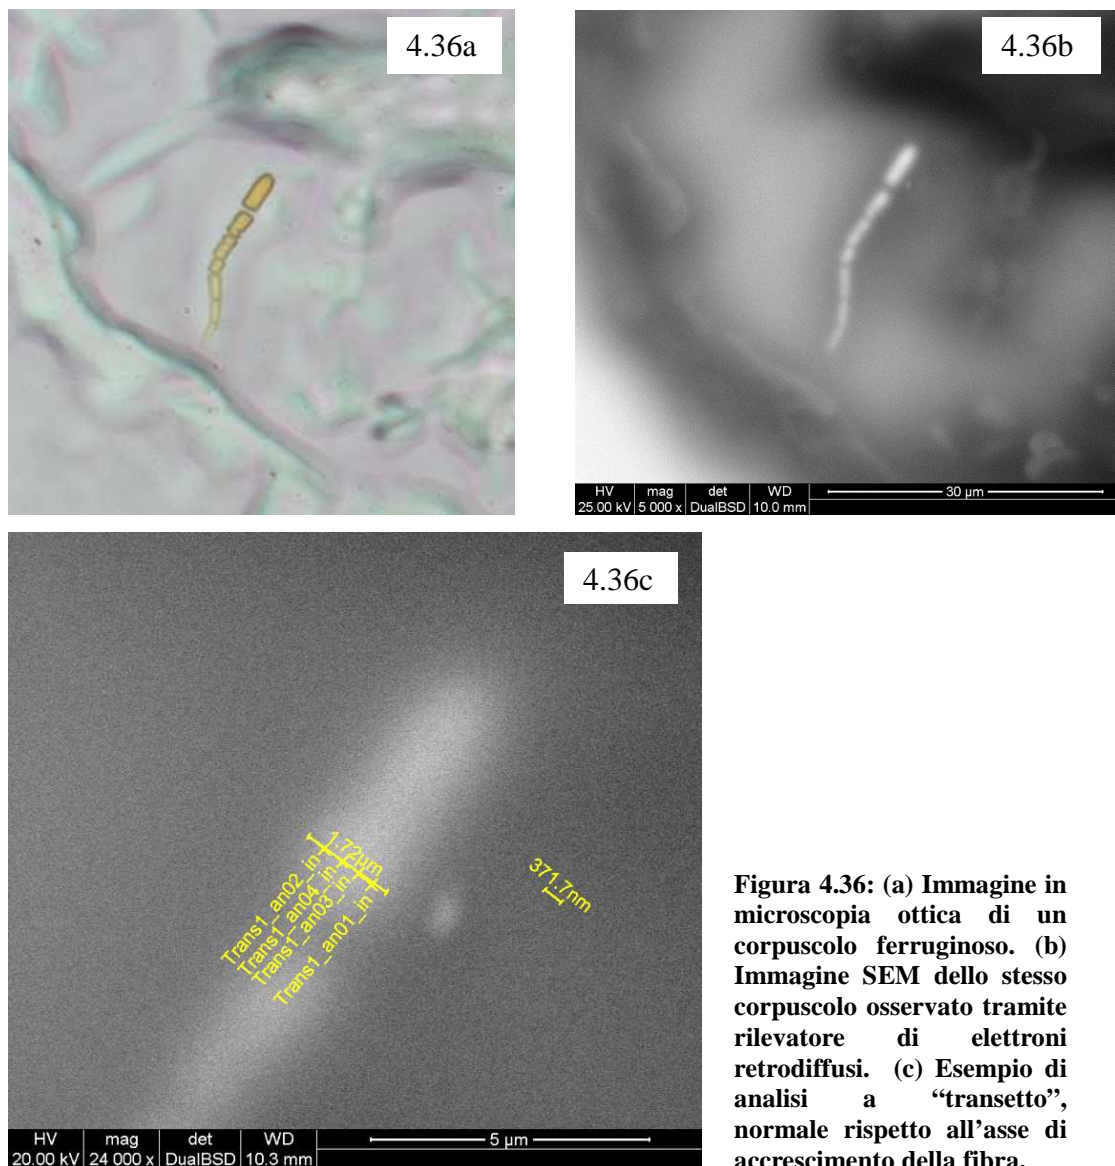 4.36a
4.36b
HV mag det WD 30 µm
25.00 kV 5 000 x DualBSD 10.0 mm
4.36c
1.72µm
Trans1_an02_in
Trans1_an04_in
Trans1_an03_in
Trans1_an01_in
371.7nm
HV mag det WD 5 µm
20.00 kV 24 000 x DualBSD 10.3 mm
Figura 4.36: (a) Immagine in
microscopia ottica di un
corpuscolo ferruginoso. (b)
Immagine SEM dello stesso
corpuscolo osservato tramite
rilevatore di elettroni
retrodiffusi. (c) Esempio di
analisi a “transetto”,
normale rispetto all’asse di
accrescimento della fibra.